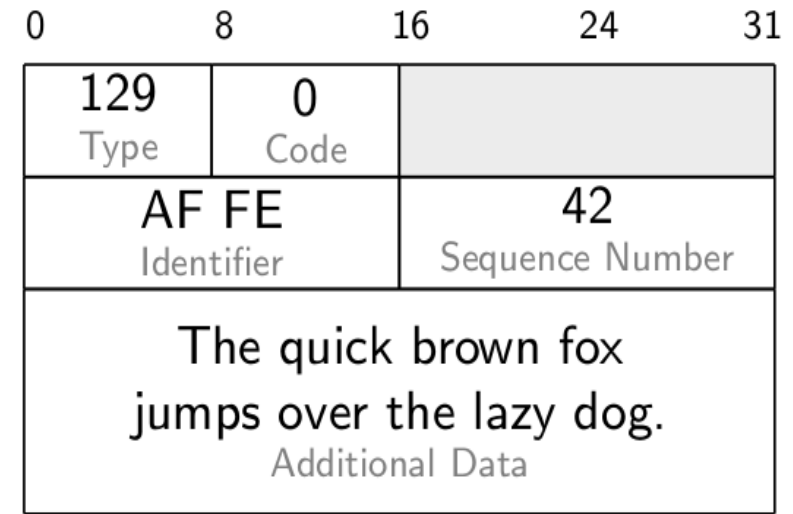 0 8 16 24 31
129 0
Type Code
AF FE 42
Identifier Sequence Number
The quick brown fox
jumps over the lazy dog.
Additional Data